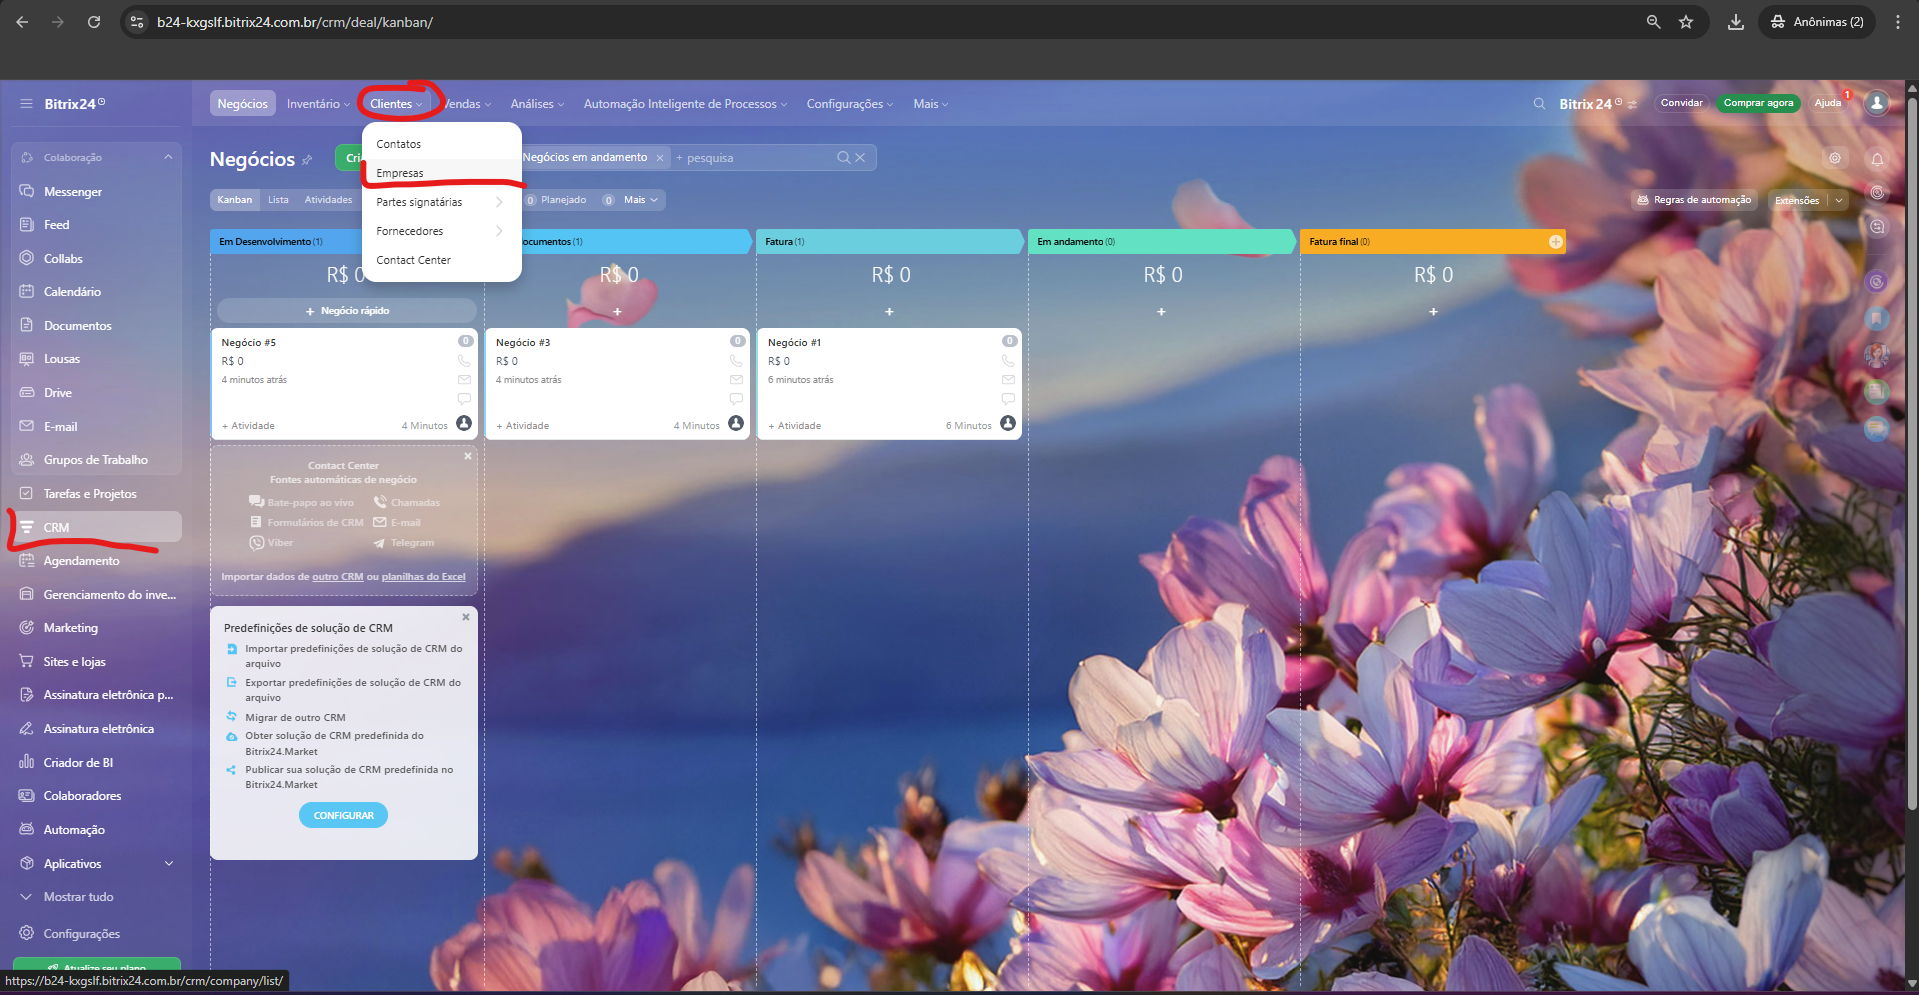 b24-kxgslf.bitrix24.com.br/crm/deal/kanban/
Anônimas (2)
Bitrix24
Negócios
Inventário
Clientes
Vendas
Análises
Automação Inteligente de Processos
Configurações
Mais
Bitrix 24
Convidar
Comprar agora
Ajuda
1
Colaboração
Messenger
Feed
Collabs
Calendário
Documentos
Lousas
Drive
E-mail
Grupos de Trabalho
Tarefas e Projetos
CRM
Agendamento
Gerenciamento do inve...
Marketing
Sites e lojas
Assinatura eletrônica p...
Assinatura eletrônica
Criador de BI
Colaboradores
Automação
Aplicativos
Mostrar tudo
Configurações
Atualize seu plano
https://b24-kxgslf.bitrix24.com.br/crm/company/list/
Contatos
Empresas
Partes signatárias
Fornecedores
Contact Center
Negócios
Negócios em andamento
+ pesquisa
Kanban
Lista
Atividades
0 Planejado
0 Mais
Regras de automação
Extensões
Em Desenvolvimento (1)
(1)
Fatura (1)
Em andamento (0)
Fatura final (0)
R$ 0
R$ 0
R$ 0
R$ 0
R$ 0
+ Negócio rápido
+
+
+
+
Negócio #5
0
R$ 0
4 minutos atrás
+ Atividade
4 Minutos
Negócio #3
0
R$ 0
4 minutos atrás
+ Atividade
4 Minutos
Negócio #1
0
R$ 0
6 minutos atrás
+ Atividade
6 Minutos
Contact Center
Fontes automáticas de negócio
Bate-papo ao vivo
Chamadas
Formulários de CRM
E-mail
Viber
Telegram
Importar dados de outro CRM ou planilhas do Excel
Predefinições de solução de CRM
Importar predefinições de solução de CRM do
arquivo
Exportar predefinições de solução de CRM do
arquivo
Migrar de outro CRM
Obter solução de CRM predefinida do
Bitrix24.Market
Publicar sua solução de CRM predefinida no
Bitrix24.Market
CONFIGURAR